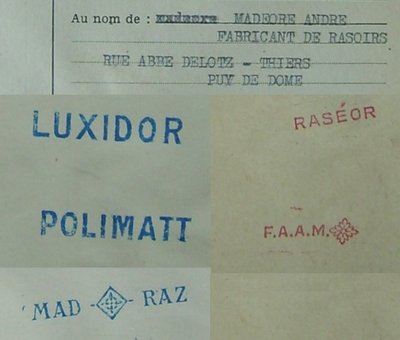 Au nom de : madeore MADEORE ANDRE
FABRICANT DE RASOIRS
RUE ABBE DELOTZ - THIERS
PUY DE DOME
LUXIDOR
RASÉOR
POLIMATT
F.A.A.M.
MAD RAZ